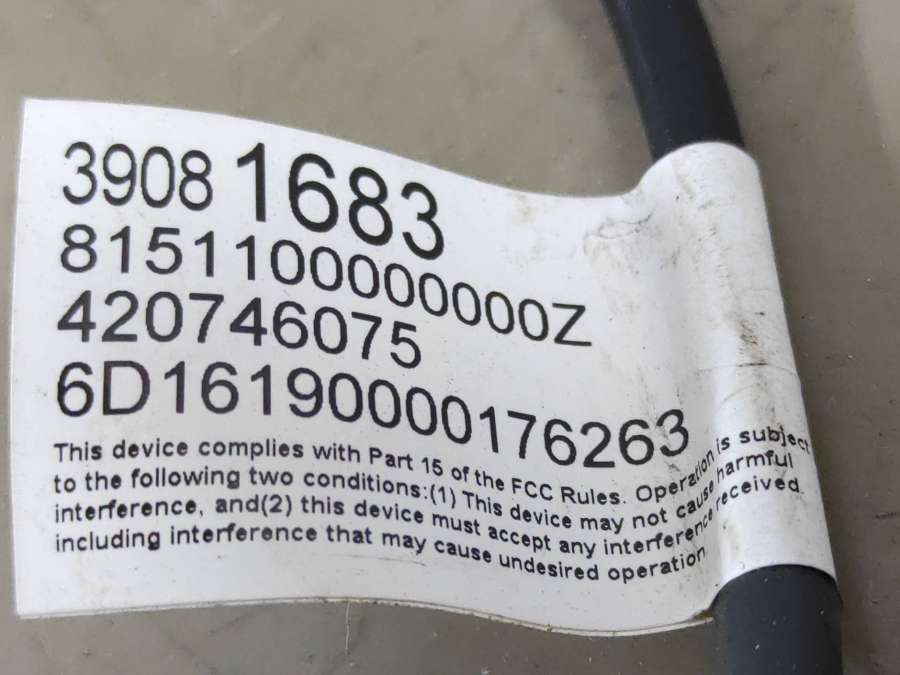 3908 1683
8151100000000Z
420746075
6D16190000176263
This device complies with Part 15 of the FCC Rules. Operation is subject
to the following two conditions:(1) This device may not cause harmful
interference, and(2) this device must accept any interference received.
including interference that may cause undesired operation.